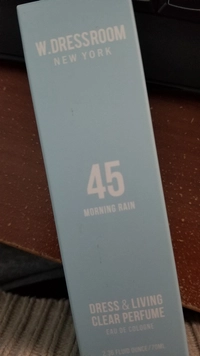 W.DRESSROOM
NEW YORK
45
MORNING RAIN
DRESS & LIVING
CLEAR PERFUME
EAU DE COLOGNE